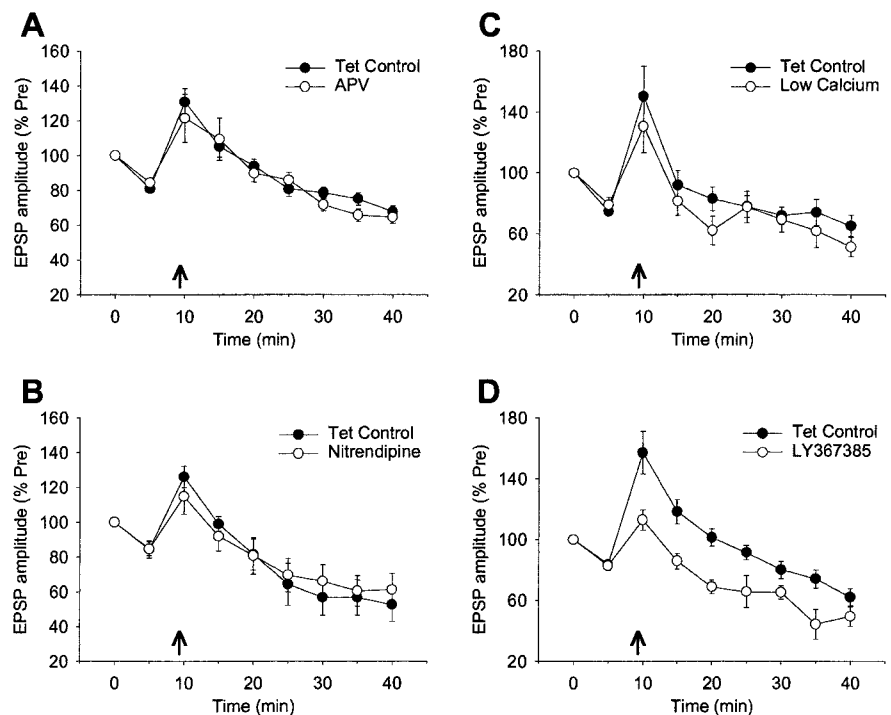 A
EPSP amplitude (% Pre)
160
140
120
100
80
60
40
20
Tet Control
APV
0 10 20 30 40
Time (min)
C
EPSP amplitude (% Pre)
180
140
100
60
20
Tet Control
Low Calcium
0 10 20 30 40
Time (min)
B
EPSP amplitude (% Pre)
160
140
120
100
80
60
40
20
Tet Control
Nitrendipine
0 10 20 30 40
Time (min)
D
EPSP amplitude (% Pre)
180
140
100
60
20
Tet Control
LY367385
0 10 20 30 40
Time (min)